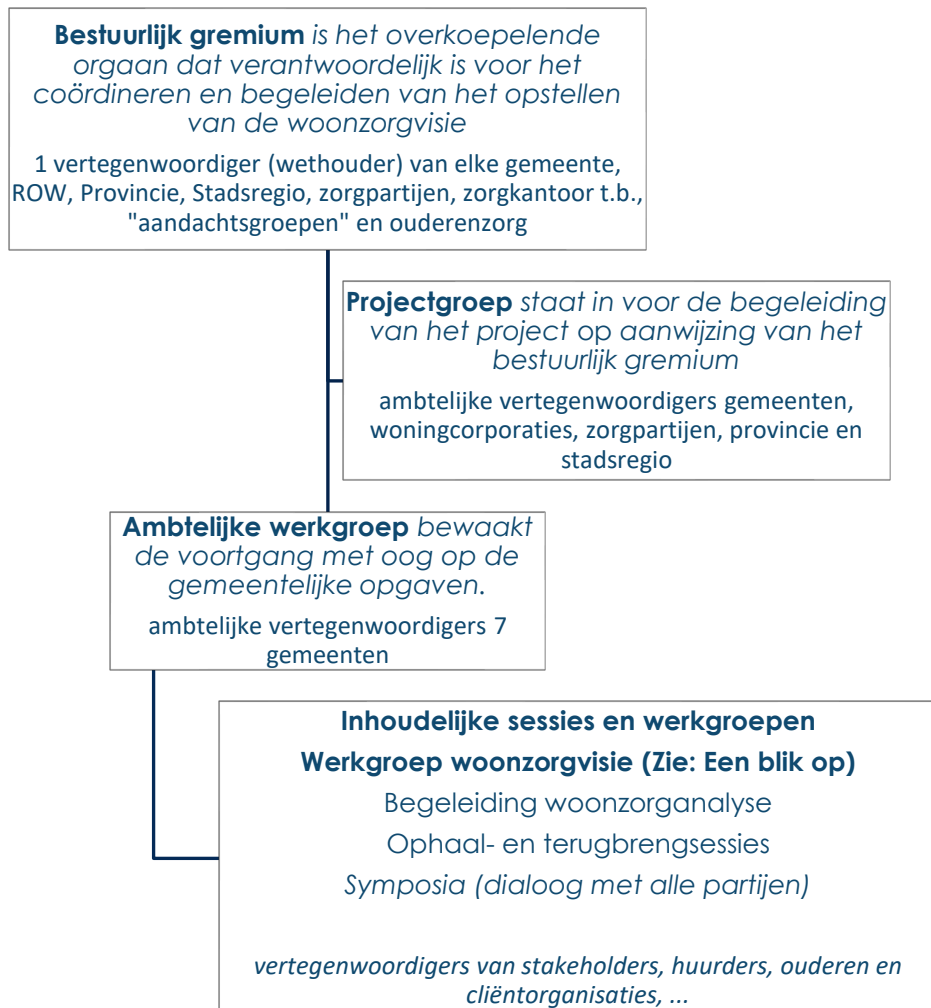 Bestuurlijk gremium is het overkoepelende
orgaan dat verantwoordelijk is voor het
coördineren en begeleiden van het opstellen
van de woonzorgvisie
1 vertegenwoordiger (wethouder) van elke gemeente,
ROW, Provincie, Stadsregio, zorgpartijen, zorgkantoor t.b.,
"aandachtsgroepen" en ouderenzorg
Projectgroep staat in voor de begeleiding
van het project op aanwijzing van het
bestuurlijk gremium
ambtelijke vertegenwoordigers gemeenten,
woningcorporaties, zorgpartijen, provincie en
stadsregio
Ambtelijke werkgroep bewaakt
de voortgang met oog op de
gemeentelijke opgaven.
ambtelijke vertegenwoordigers 7
gemeenten
Inhoudelijke sessies en werkgroepen
Werkgroep woonzorgvisie (Zie: Een blik op)
Begeleiding woonzorganalyse
Ophaal- en terugbrengsessies
Symposia (dialoog met alle partijen)
vertegenwoordigers van stakeholders, huurders, ouderen en
cliëntorganisaties, ...